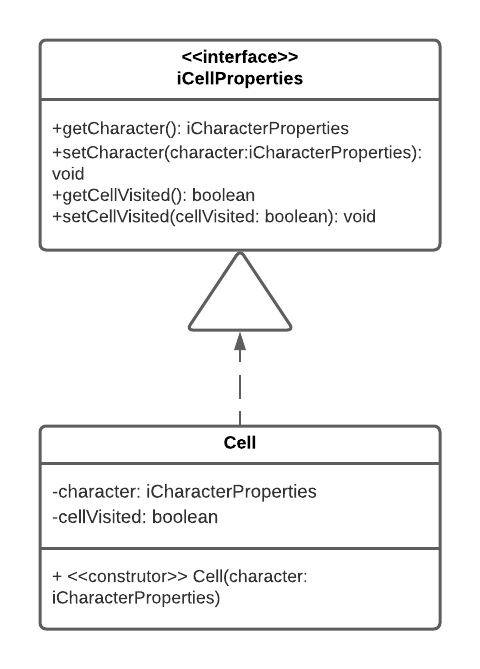 <<interface>>
iCellProperties
+getCharacter(): iCharacterProperties
+setCharacter(character:iCharacterProperties):
void
+getCellVisited(): boolean
+setCellVisited(cellVisited: boolean): void
Cell
-character: iCharacterProperties
-cellVisited: boolean
+ <<construtor>> Cell(character:
iCharacterProperties)